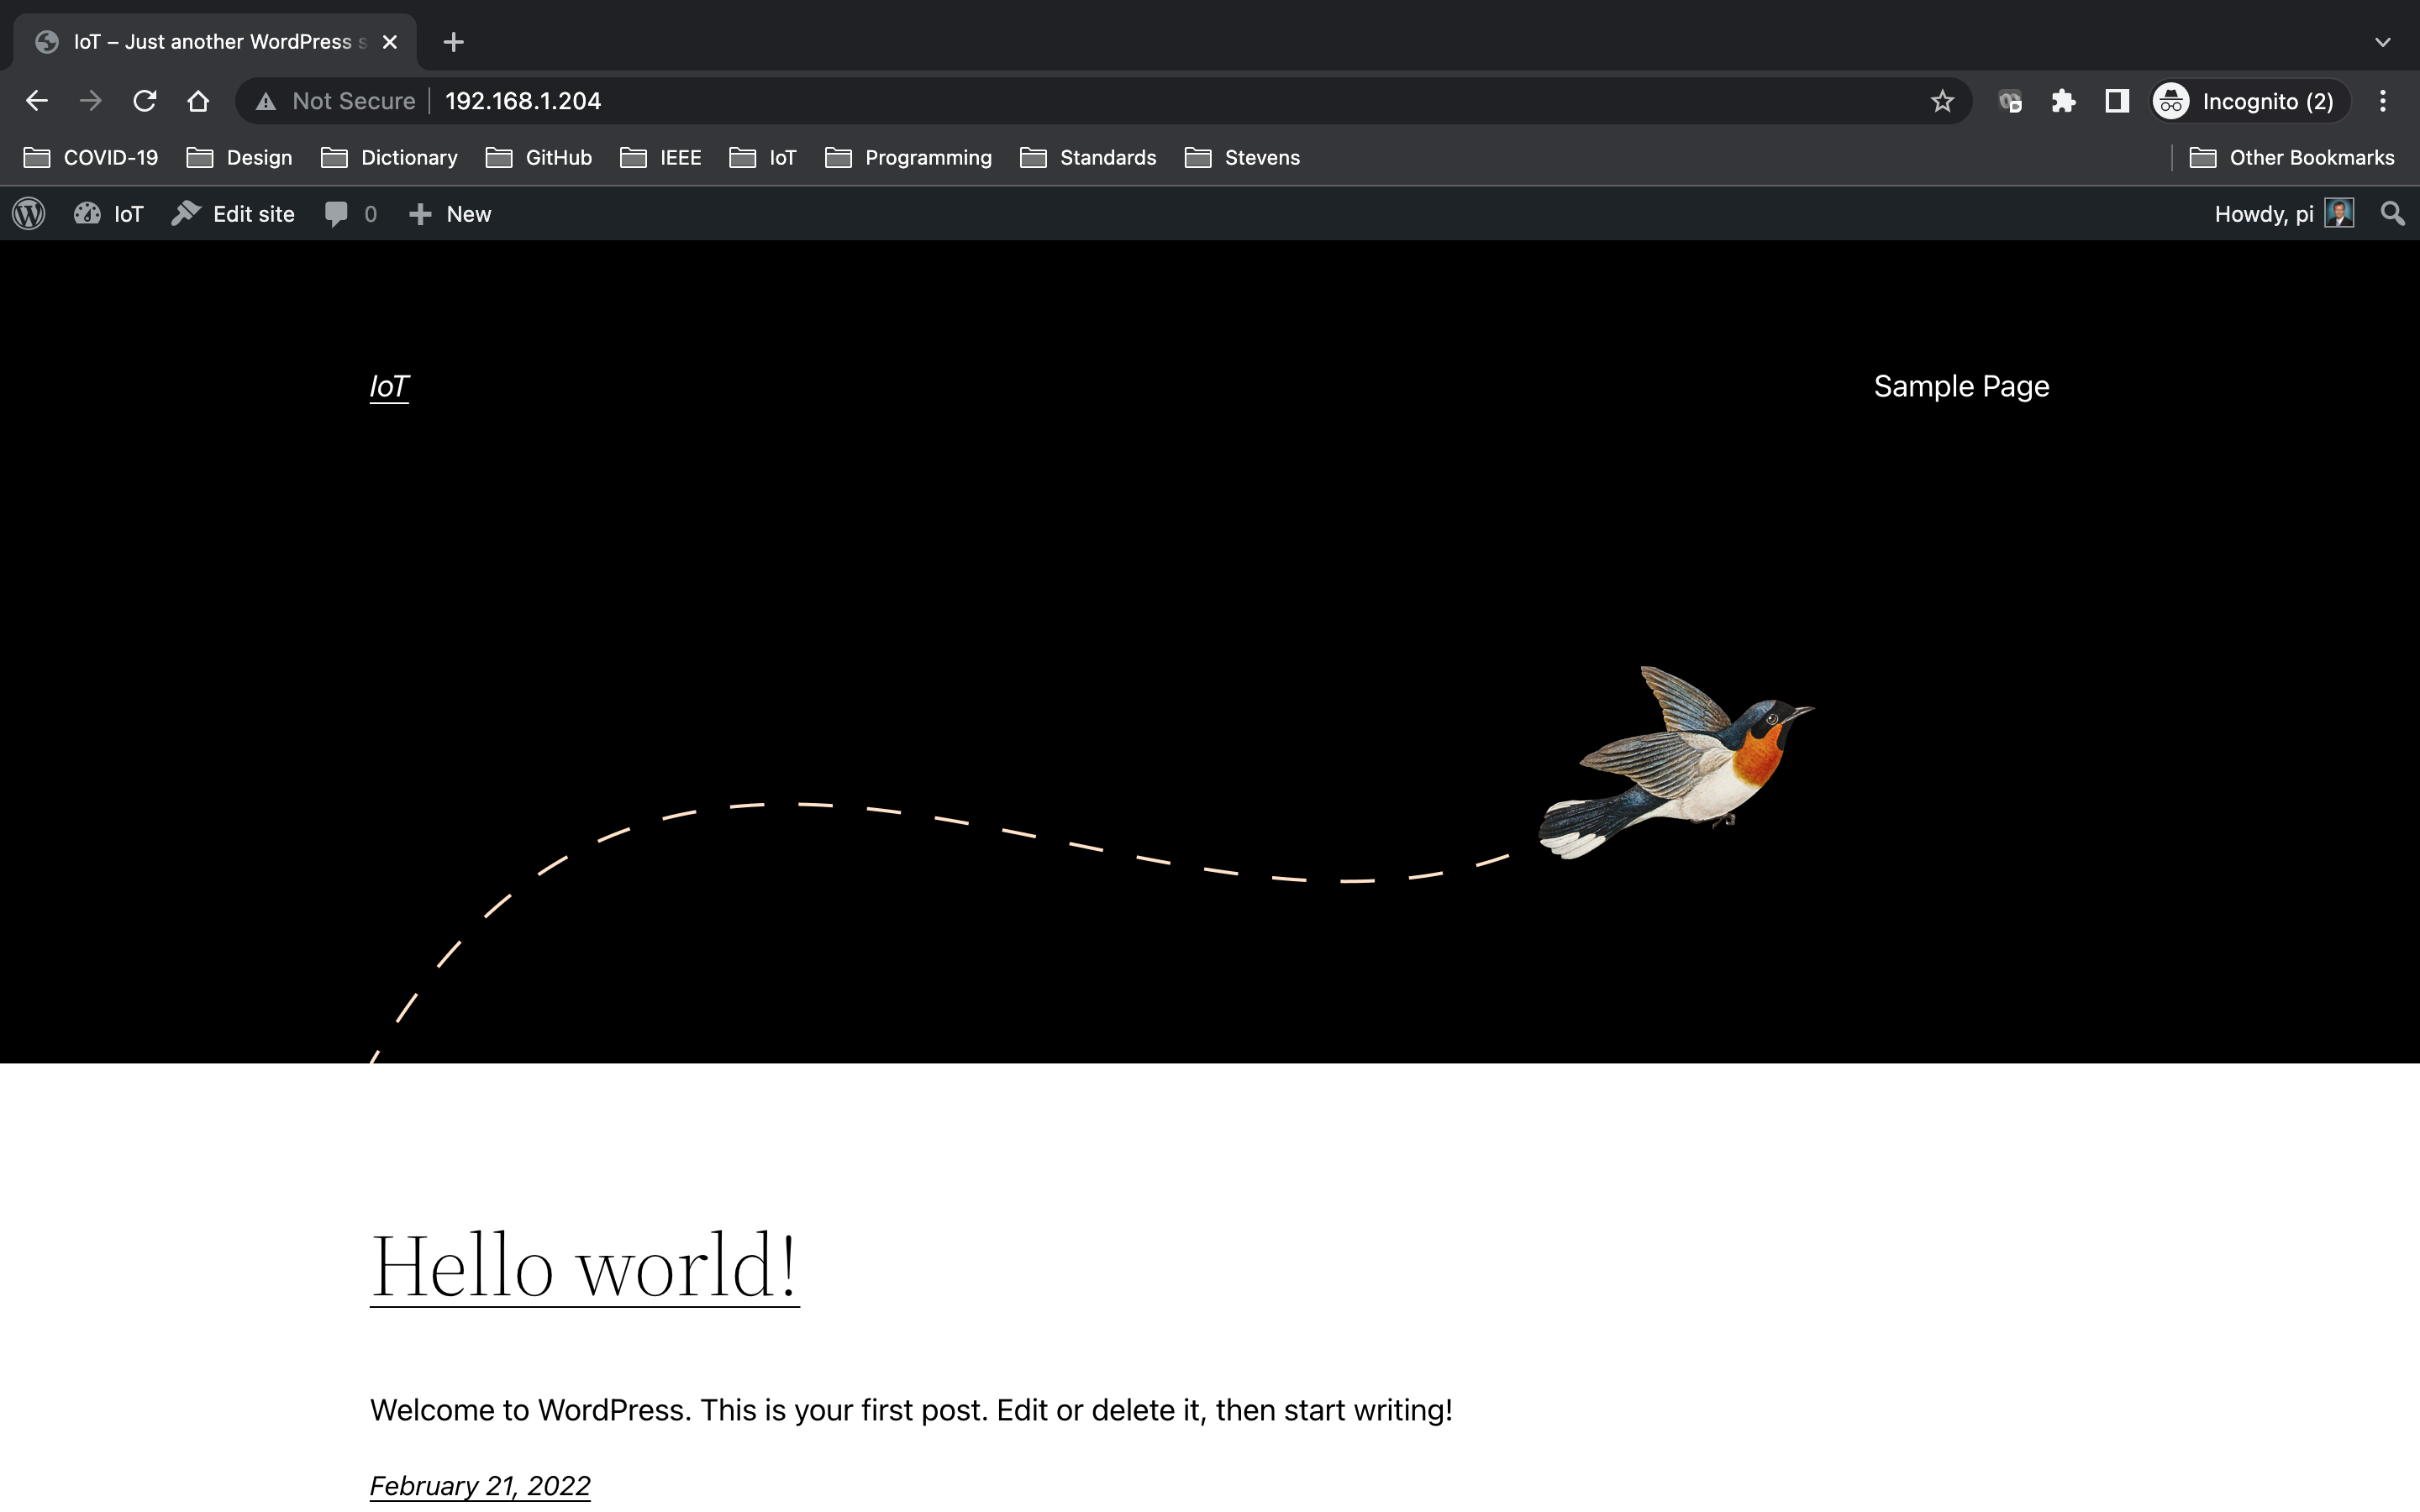 IoT – Just another WordPress s
Not Secure 192.168.1.204 Incognito (2)
COVID-19 Design Dictionary GitHub IEEE IoT Programming Standards Stevens Other Bookmarks
IoT Edit site 0 New Howdy, pi
IoT Sample Page
Hello world!
Welcome to WordPress. This is your first post. Edit or delete it, then start writing!
February 21, 2022